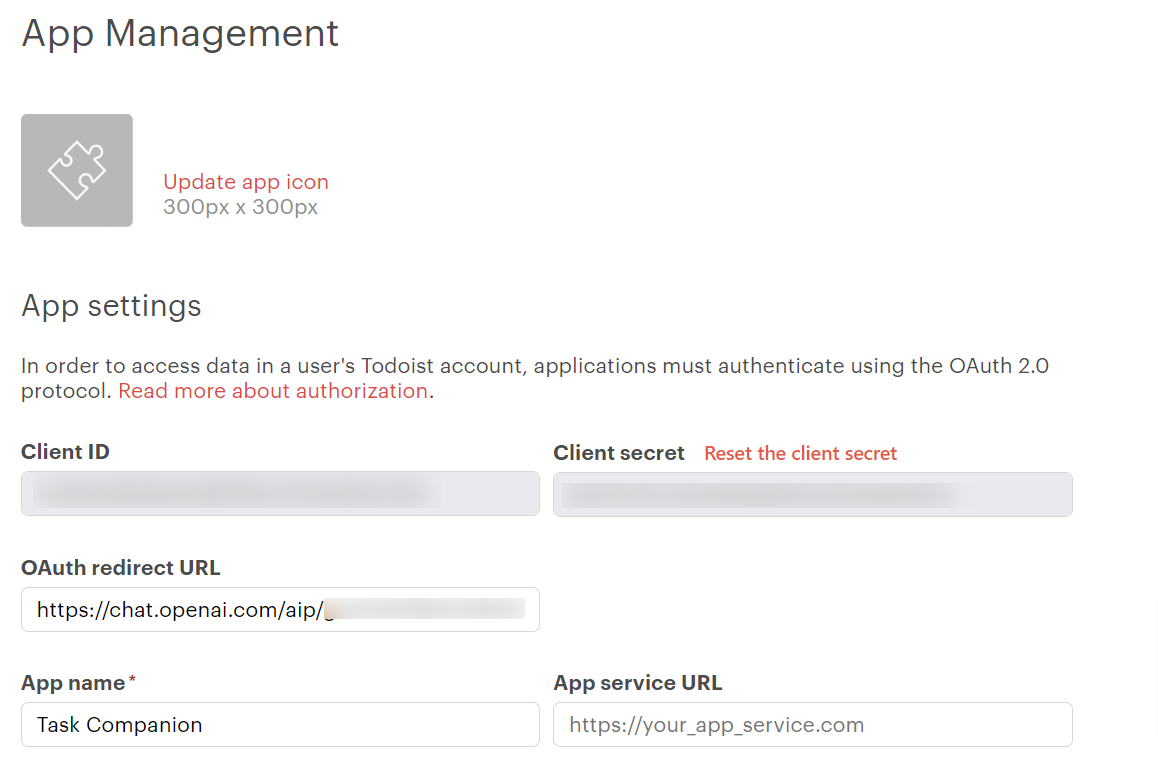 App Management
Update app icon
300px x 300px
App settings
In order to access data in a user's Todoist account, applications must authenticate using the OAuth 2.0
protocol. Read more about authorization.
Client ID
Client secret Reset the client secret
OAuth redirect URL
https://chat.openai.com/aip/
App name*
App service URL
Task Companion
https://your_app_service.com